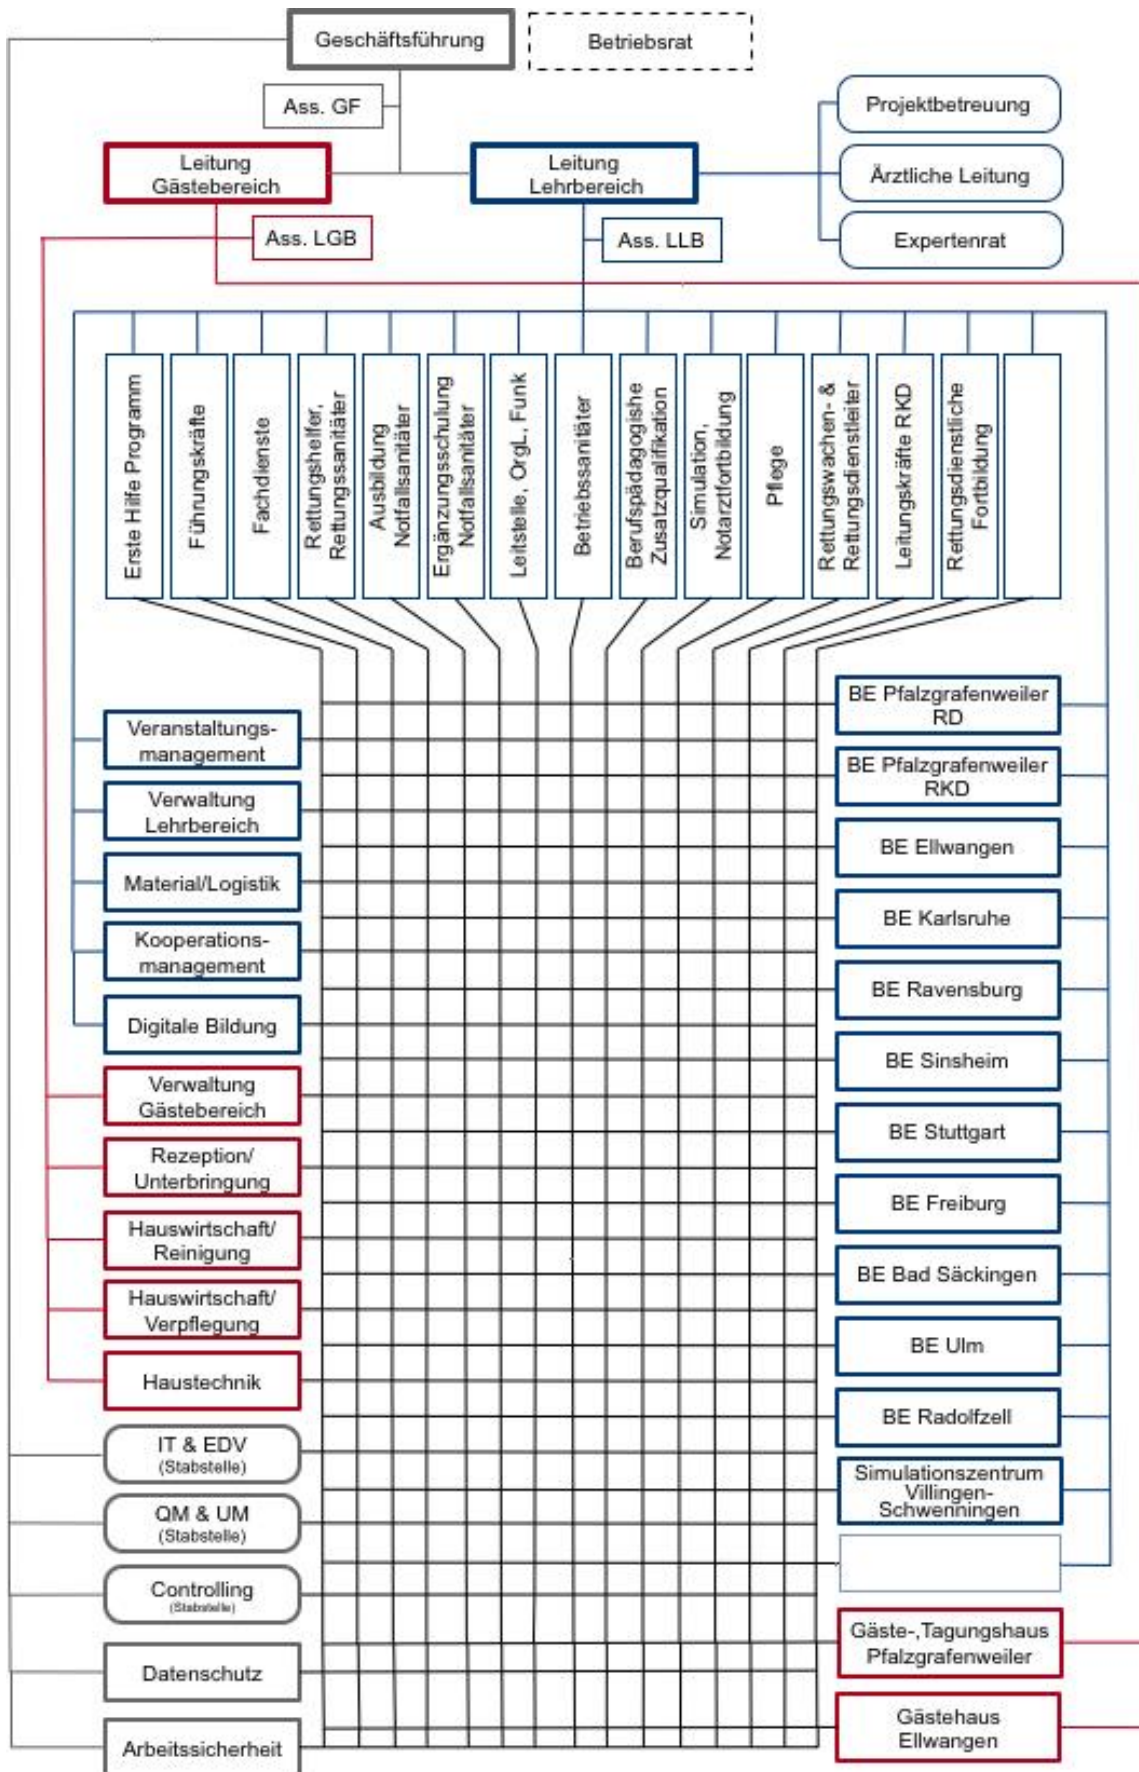 Geschäftsführung
Betriebsrat
Ass. GF
Projektbetreuung
Leitung
Gästebereich
Leitung
Lehrbereich
Ärztliche Leitung
Ass. LGB
Ass. LLB
Expertenrat
Erste Hilfe Programm
Führungskräfte
Fachdienste
Rettungshelfer,
Rettungssanitäter
Ausbildung
Notfallsanitäter
Ergänzungsschulung
Notfallsanitäter
Leitstelle, OrgL, Funk
Betriebssanitäter
Berufspädagogishe
Zusatzqualifikation
Simulation,
Notarztfortbildung
Pflege
Rettungswachen- &
Rettungsdienstleiter
Leitungskräfte RKD
Rettungsdienstliche
Fortbildung
Veranstaltungs-
management
Verwaltung
Lehrbereich
Material/Logistik
Kooperations-
management
Digitale Bildung
Verwaltung
Gästebereich
Rezeption/
Unterbringung
Hauswirtschaft/
Reinigung
Hauswirtschaft/
Verpflegung
Haustechnik
IT & EDV
(Stabstelle)
QM & UM
(Stabstelle)
Controlling
(Stabstelle)
Datenschutz
Arbeitssicherheit
BE Pfalzgrafenweiler
RD
BE Pfalzgrafenweiler
RKD
BE Ellwangen
BE Karlsruhe
BE Ravensburg
BE Sinsheim
BE Stuttgart
BE Freiburg
BE Bad Säckingen
BE Ulm
BE Radolfzell
Simulationszentrum
Villingen-
Schwenningen
Gäste-,Tagungshaus
Pfalzgrafenweiler
Gästehaus
Ellwangen